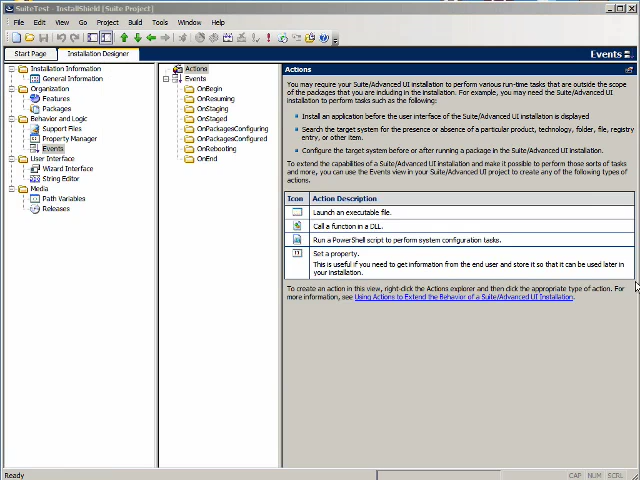 SuiteTest - InstallShield [Suite Project]
File Edit View Go Project Build Tools Window Help
Start Page Installation Designer Events
Installation Information
General Information
Organization
Features
Packages
Behavior and Logic
Support Files
Property Manager
Events
User Interface
Wizard Interface
String Editor
Media
Path Variables
Releases
Actions
Events
OnBegin
OnResuming
OnStaging
OnStaged
OnPackagesConfiguring
OnPackagesConfigured
OnRebooting
OnEnd
Actions
You may require your Suite/Advanced UI installation to perform various run-time tasks that are outside the scope
of the packages that you are including in the installation. For example, you may need the Suite/Advanced UI
installation to perform tasks such as the following:
Install an application before the user interface of the Suite/Advanced UI installation is displayed
Search the target system for the presence or absence of a particular product, technology, folder, file, registry
entry, or other item.
Configure the target system before or after running a package in the Suite/Advanced UI installation.
To extend the capabilities of a Suite/Advanced UI installation and make it possible to perform those sorts of tasks
and more, you can use the Events view in your Suite/Advanced UI project to create any of the following types of
actions.
Icon Action Description
Launch an executable file.
Call a function in a DLL.
Run a PowerShell script to perform system configuration tasks.
Set a property.
This is useful if you need to get information from the end user and store it so that it can be used later in
your installation.
To create an action in this view, right-click the Actions explorer and then click the appropriate type of action. For
more information, see Using Actions to Extend the Behavior of a Suite/Advanced UI Installation.
Ready CAP NUM SCRL